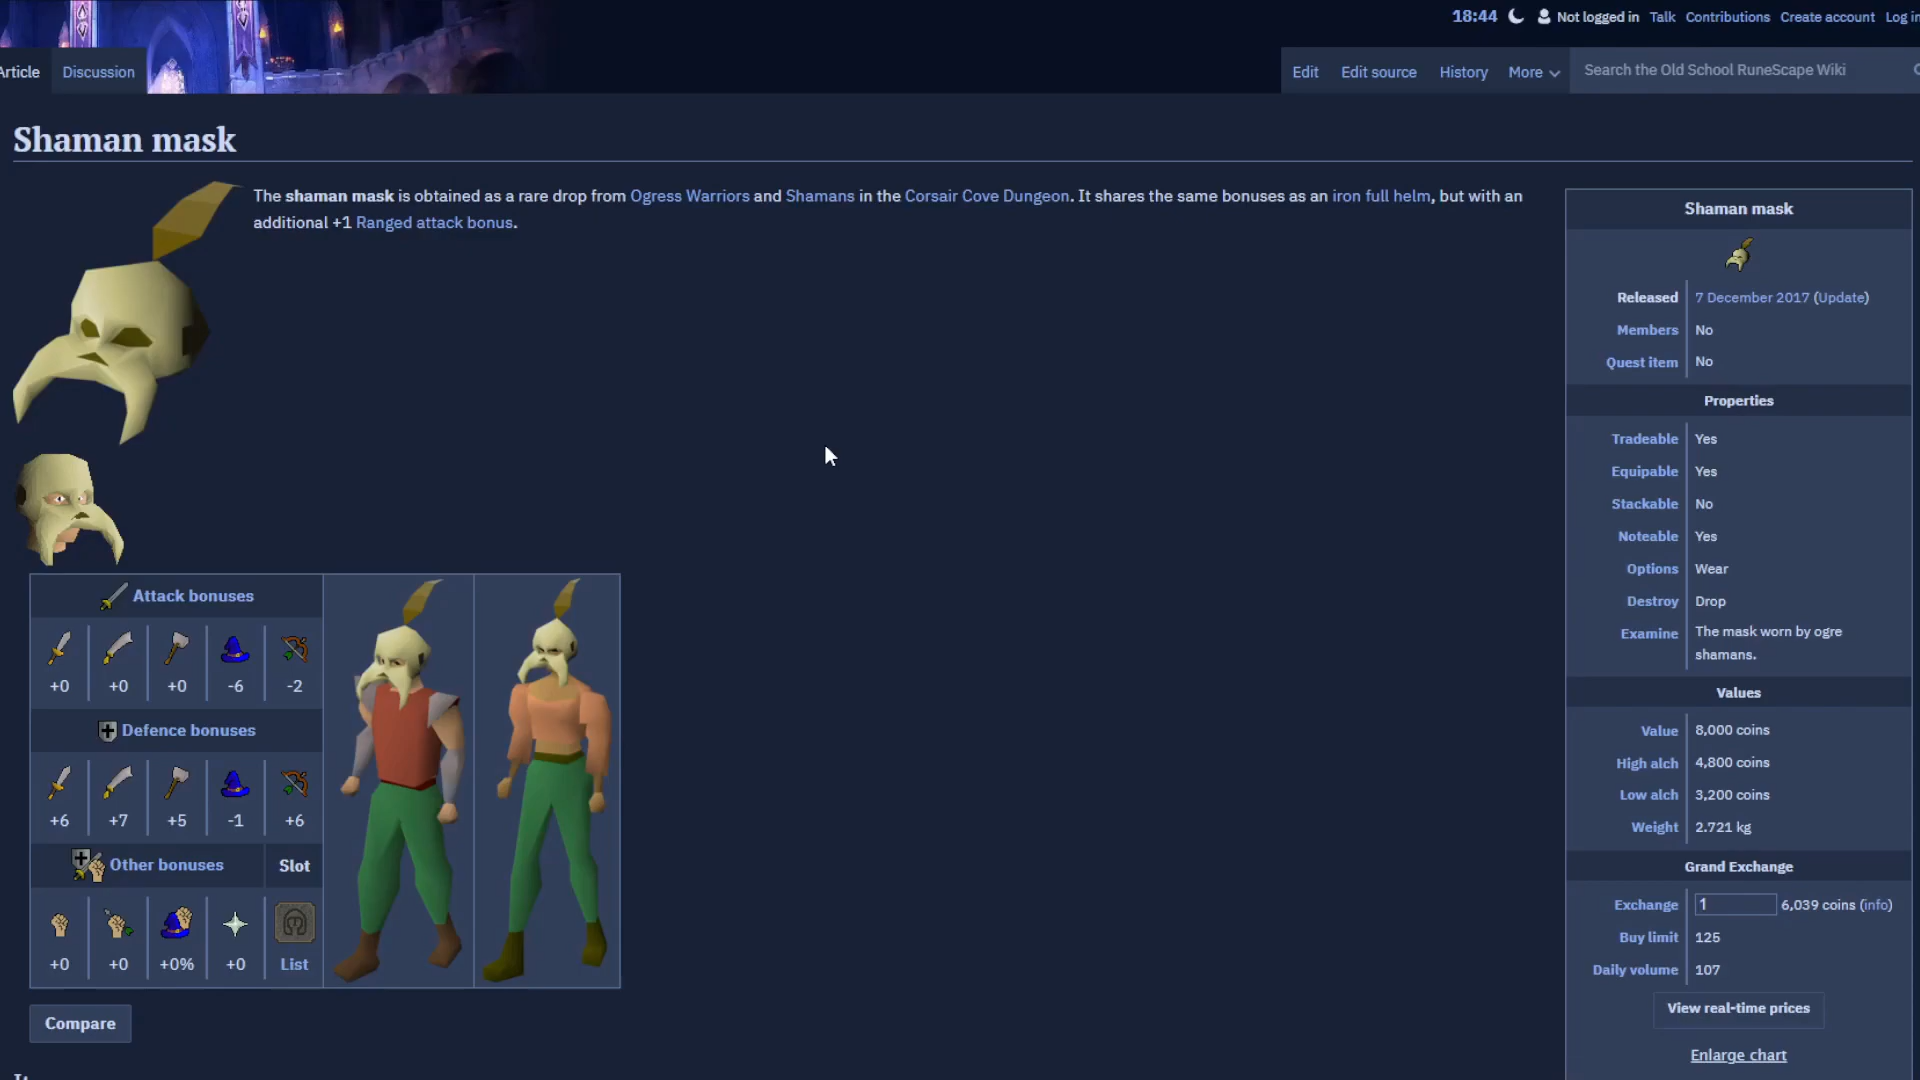 18:44 Not logged in Talk Contributions Create account Log in
Article Discussion Edit Edit source History More Search the Old School RuneScape Wiki
Shaman mask
The shaman mask is obtained as a rare drop from Ogress Warriors and Shamans in the Corsair Cove Dungeon. It shares the same bonuses as an iron full helm, but with an
additional +1 Ranged attack bonus.
Attack bonuses
+0 +0 +0 -6 -2
Defence bonuses
+6 +7 +5 -1 +6
Other bonuses Slot
+0 +0 +0% +0 List
Compare
Shaman mask
Released 7 December 2017 (Update)
Members No
Quest item No
Properties
Tradeable Yes
Equipable Yes
Stackable No
Noteable Yes
Options Wear
Destroy Drop
Examine The mask worn by ogre
shamans.
Values
Value 8,000 coins
High alch 4,800 coins
Low alch 3,200 coins
Weight 2.721 kg
Grand Exchange
Exchange 1 6,039 coins (info)
Buy limit 125
Daily volume 107
View real-time prices
Enlarge chart